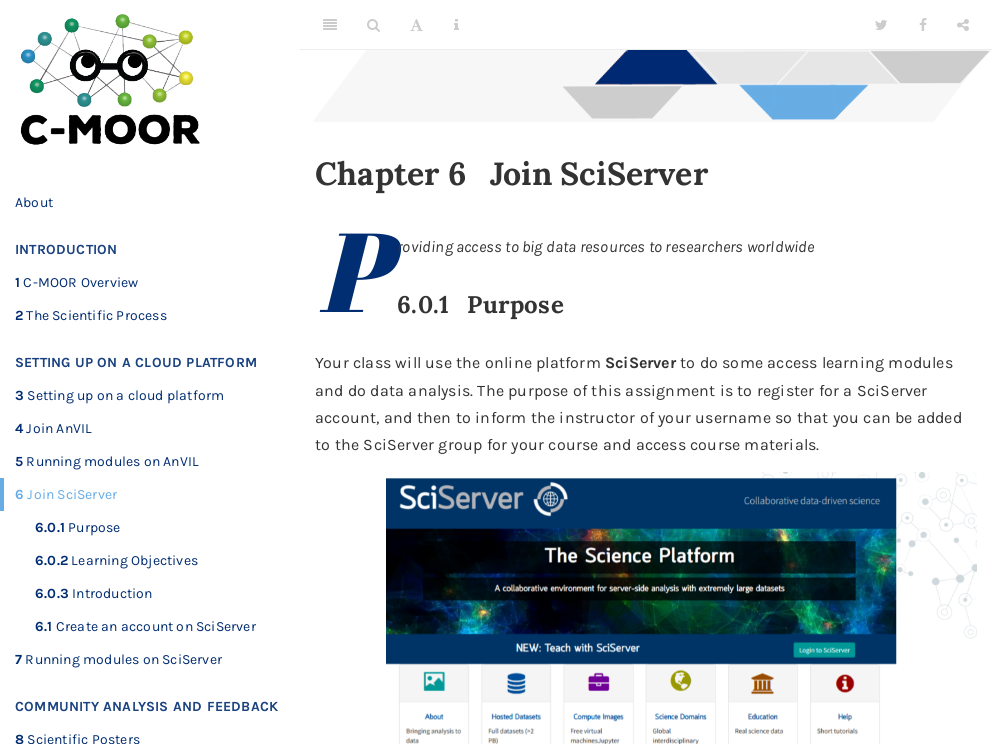 C-MOOR
About
INTRODUCTION
1 C-MOOR Overview
2 The Scientific Process
SETTING UP ON A CLOUD PLATFORM
3 Setting up on a cloud platform
4 Join AnVIL
5 Running modules on AnVIL
6 Join SciServer
6.0.1 Purpose
6.0.2 Learning Objectives
6.0.3 Introduction
6.1 Create an account on SciServer
7 Running modules on SciServer
COMMUNITY ANALYSIS AND FEEDBACK
8 Scientific Posters
Chapter 6 Join SciServer
Providing access to big data resources to researchers worldwide
6.0.1 Purpose
Your class will use the online platform SciServer to do some access learning modules
and do data analysis. The purpose of this assignment is to register for a SciServer
account, and then to inform the instructor of your username so that you can be added
to the SciServer group for your course and access course materials.
SciServer
Collaborative data-driven science
The Science Platform
A collaborative environment for server-side analysis with extremely large datasets
NEW: Teach with SciServer
Login to SciServer
About
Bringing analysis to
data
Hosted Datasets
Full datasets (>2
PB)
Compute Images
Free virtual
machines,Jupyter
Science Domains
Global
interdisciplinary
Education
Real science data
Help
Short tutorials